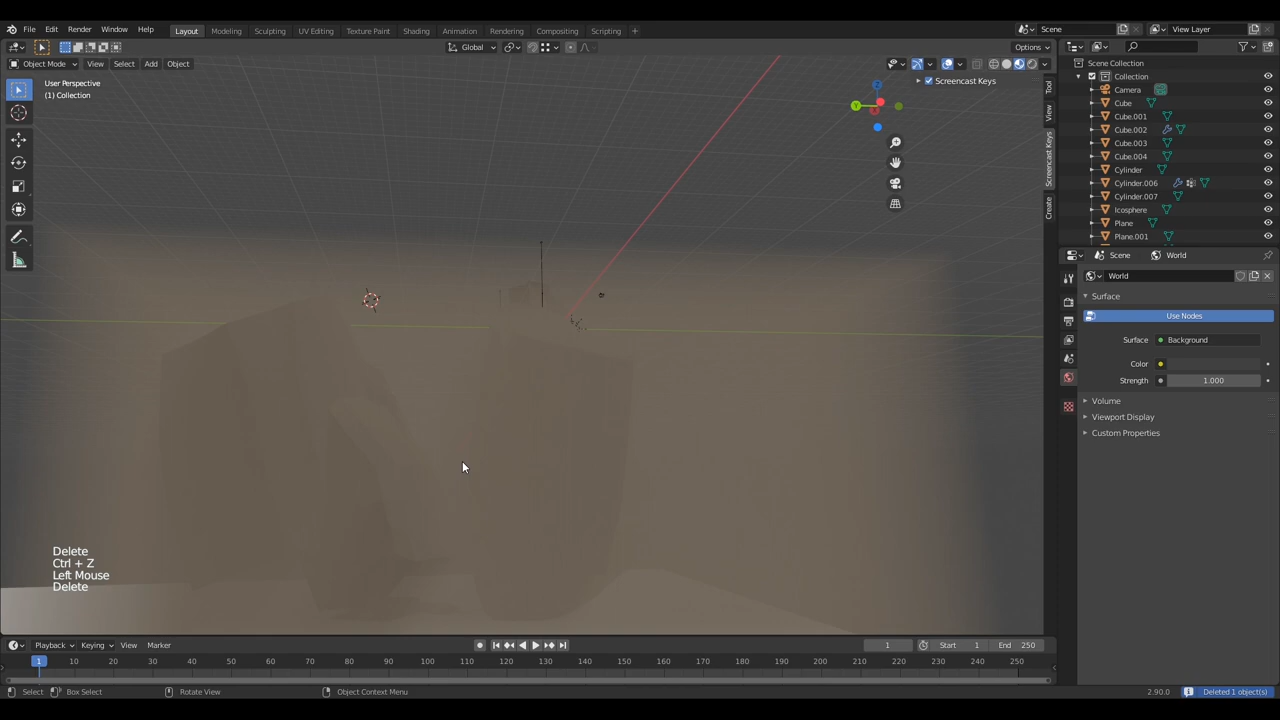 File Edit Render Window Help Layout Modeling Sculpting UV Editing Texture Paint Shading Animation Rendering Compositing Scripting + Scene View Layer
Global Options
Object Mode View Select Add Object
User Perspective
(1) Collection
Screencast Keys
Tool
View
Screencast Keys
Create
Y
Z
Scene Collection
Collection
Camera
Cube
Cube.001
Cube.002
Cube.003
Cube.004
Cylinder
Cylinder.006
Cylinder.007
Icosphere
Plane
Plane.001
Scene World
World
Surface
Use Nodes
Surface Background
Color
Strength 1.000
Volume
Viewport Display
Custom Properties
Delete
Ctrl + Z
Left Mouse
Delete
Playback Keying View Marker 1 Start 1 End 250
1 10 20 30 40 50 60 70 80 90 100 110 120 130 140 150 160 170 180 190 200 210 220 230 240 250
Select Box Select Rotate View Object Context Menu 2.90.0 Deleted 1 object(s)